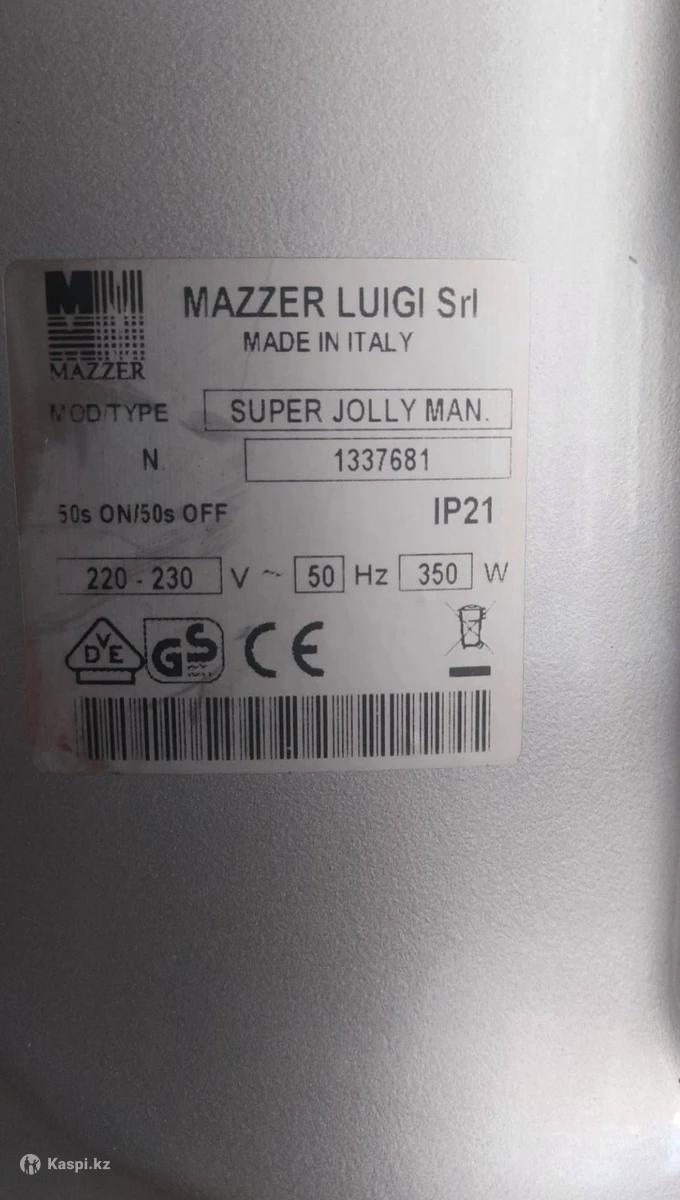 MAZZER LUIGI Srl
MADE IN ITALY
M MAZZER
MOD/TYPE SUPER JOLLY MAN.
N. 1337681
50s ON/50s OFF IP21
220 - 230 V ~ 50 Hz 350 W
DVE GS CE
Kaspi.kz